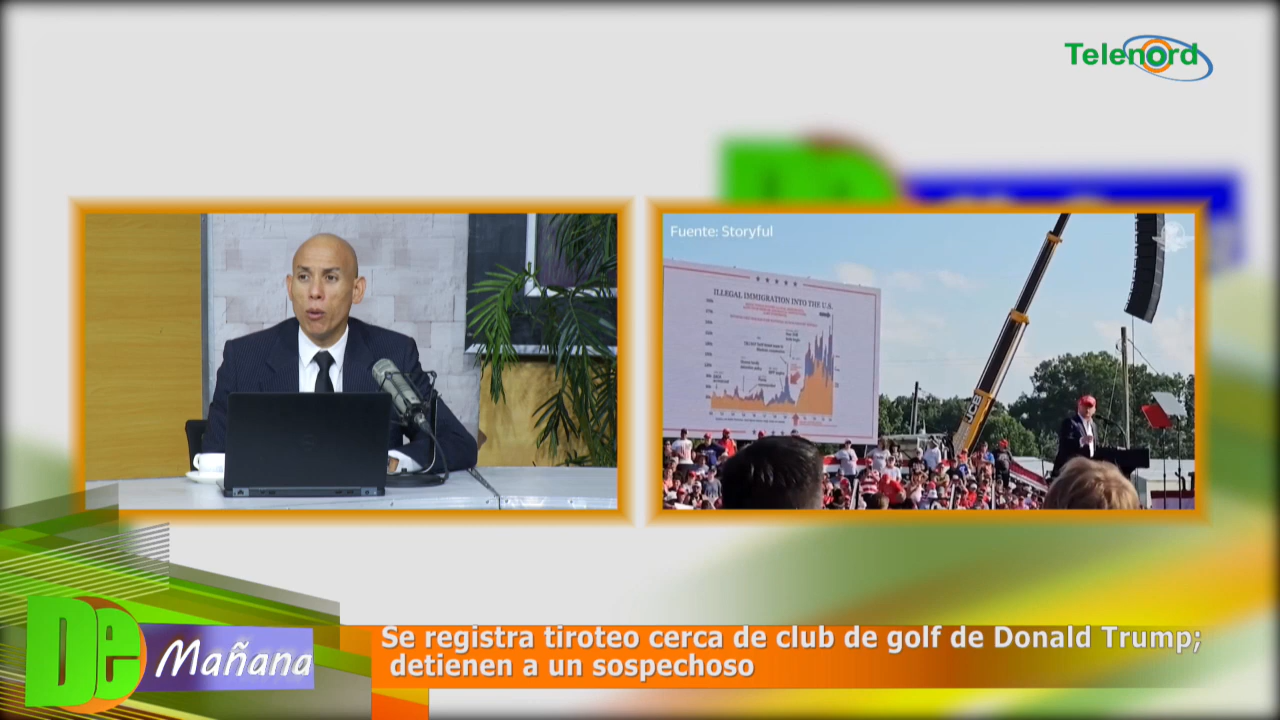 Telenord
Fuente: Storyful
ILLEGAL IMMIGRATION INTO THE U.S.
JCB
De
Mañana
Se registra tiroteo cerca de club de golf de Donald Trump;
detienen a un sospechoso